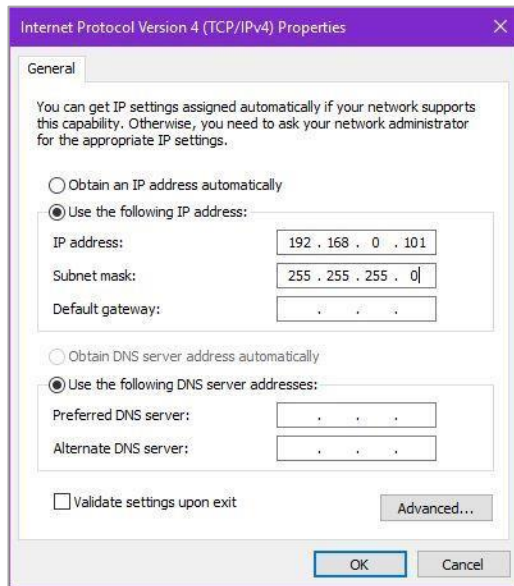 Internet Protocol Version 4 (TCP/IPv4) Properties
General
You can get IP settings assigned automatically if your network supports
this capability. Otherwise, you need to ask your network administrator
for the appropriate IP settings.
Obtain an IP address automatically
Use the following IP address:
IP address: 192 . 168 . 0 . 101
Subnet mask: 255 . 255 . 255 . 0
Default gateway: . . .
Obtain DNS server address automatically
Use the following DNS server addresses:
Preferred DNS server: . . .
Alternate DNS server: . . .
Validate settings upon exit
Advanced...
OK Cancel